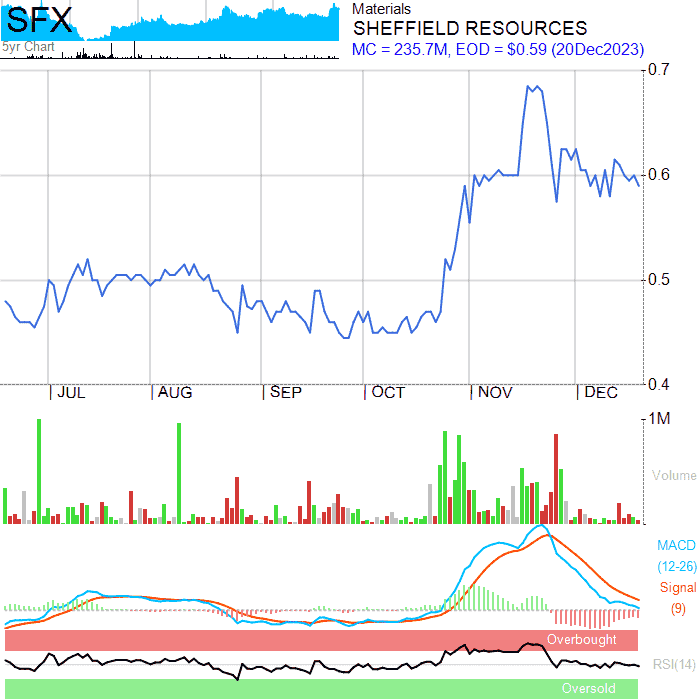 SFX
5yr Chart
Materials
SHEFFIELD RESOURCES
MC = 235.7M, EOD = $0.59 (20Dec2023)
0.7
0.6
0.5
0.4
JUL AUG SEP OCT NOV DEC
1M
Volume
MACD
(12-26)
Signal
(9)
Overbought
RSI(14)
Oversold